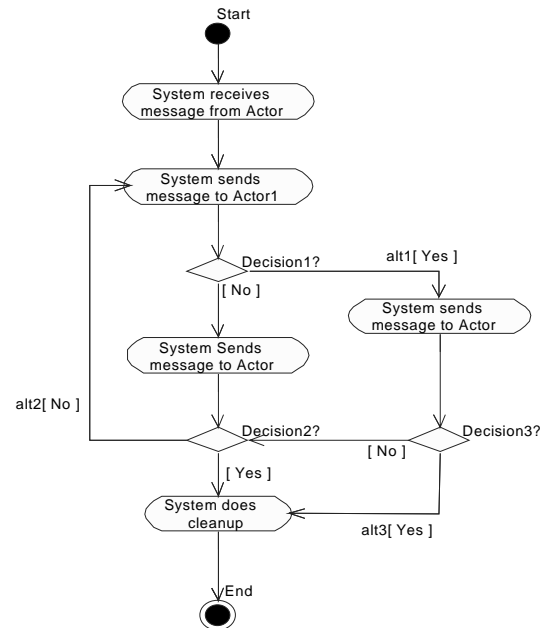 Start
System receives
message from Actor
System sends
message to Actor1
Decision1?
alt1[ Yes ]
[ No ]
System sends
message to Actor
System Sends
message to Actor
alt2[ No ]
Decision2?
Decision3?
[ No ]
[ Yes ]
System does
cleanup
alt3[ Yes ]
End